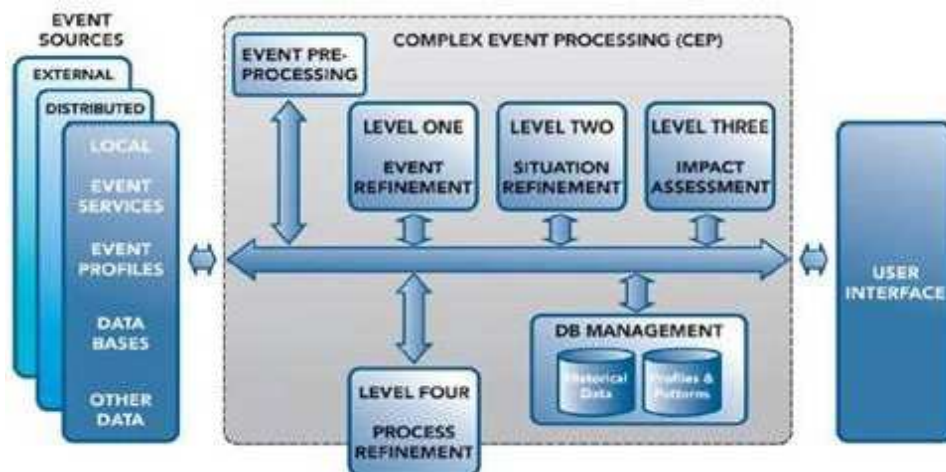 EVENT
SOURCES
EXTERNAL
DISTRIBUTED
LOCAL
EVENT
SERVICES
EVENT
PROFILES
DATA
BASES
OTHER
DATA
COMPLEX EVENT PROCESSING (CEP)
EVENT PRE-
PROCESSING
LEVEL ONE
EVENT
REFINEMENT
LEVEL TWO
SITUATION
REFINEMENT
LEVEL THREE
IMPACT
ASSESSMENT
USER
INTERFACE
LEVEL FOUR
PROCESS
REFINEMENT
DB MANAGEMENT
Historical
Data
Profiles &
Patterns